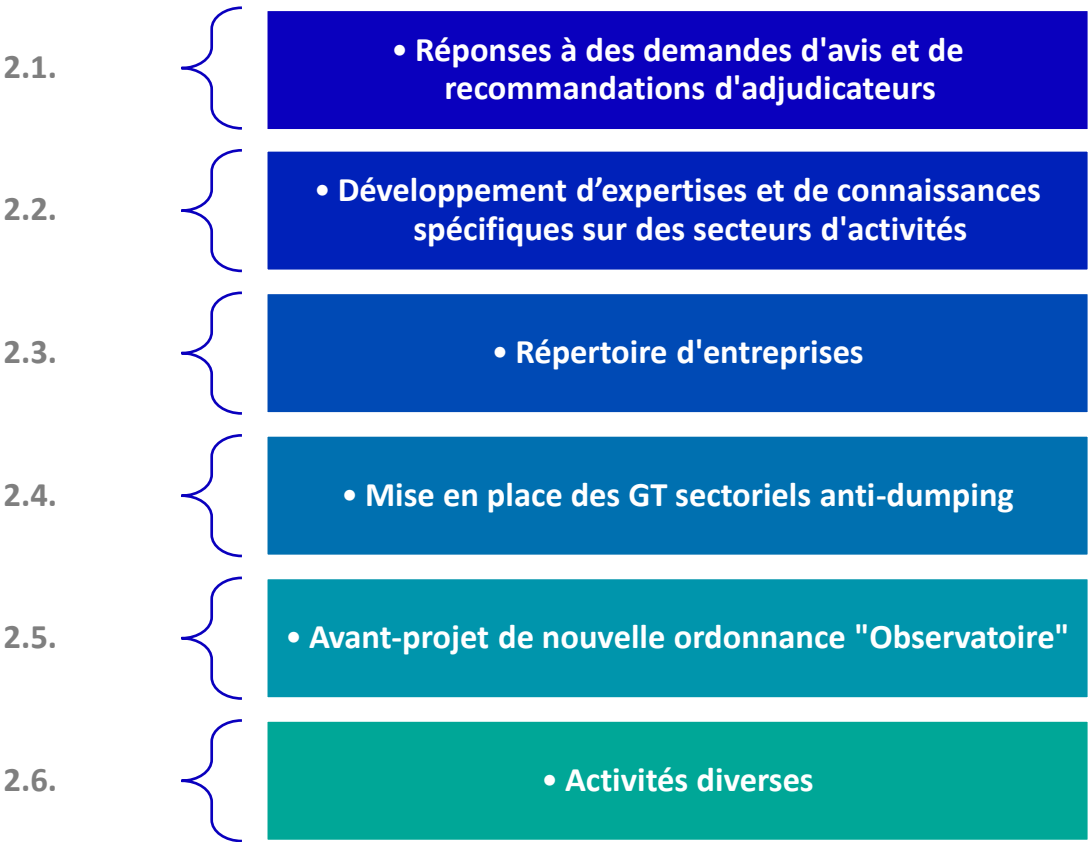 2.1.
• Réponses à des demandes d'avis et de
recommandations d'adjudicateurs
2.2.
• Développement d’expertises et de connaissances
spécifiques sur des secteurs d'activités
2.3.
• Répertoire d'entreprises
2.4.
• Mise en place des GT sectoriels anti-dumping
2.5.
• Avant-projet de nouvelle ordonnance "Observatoire"
2.6.
• Activités diverses